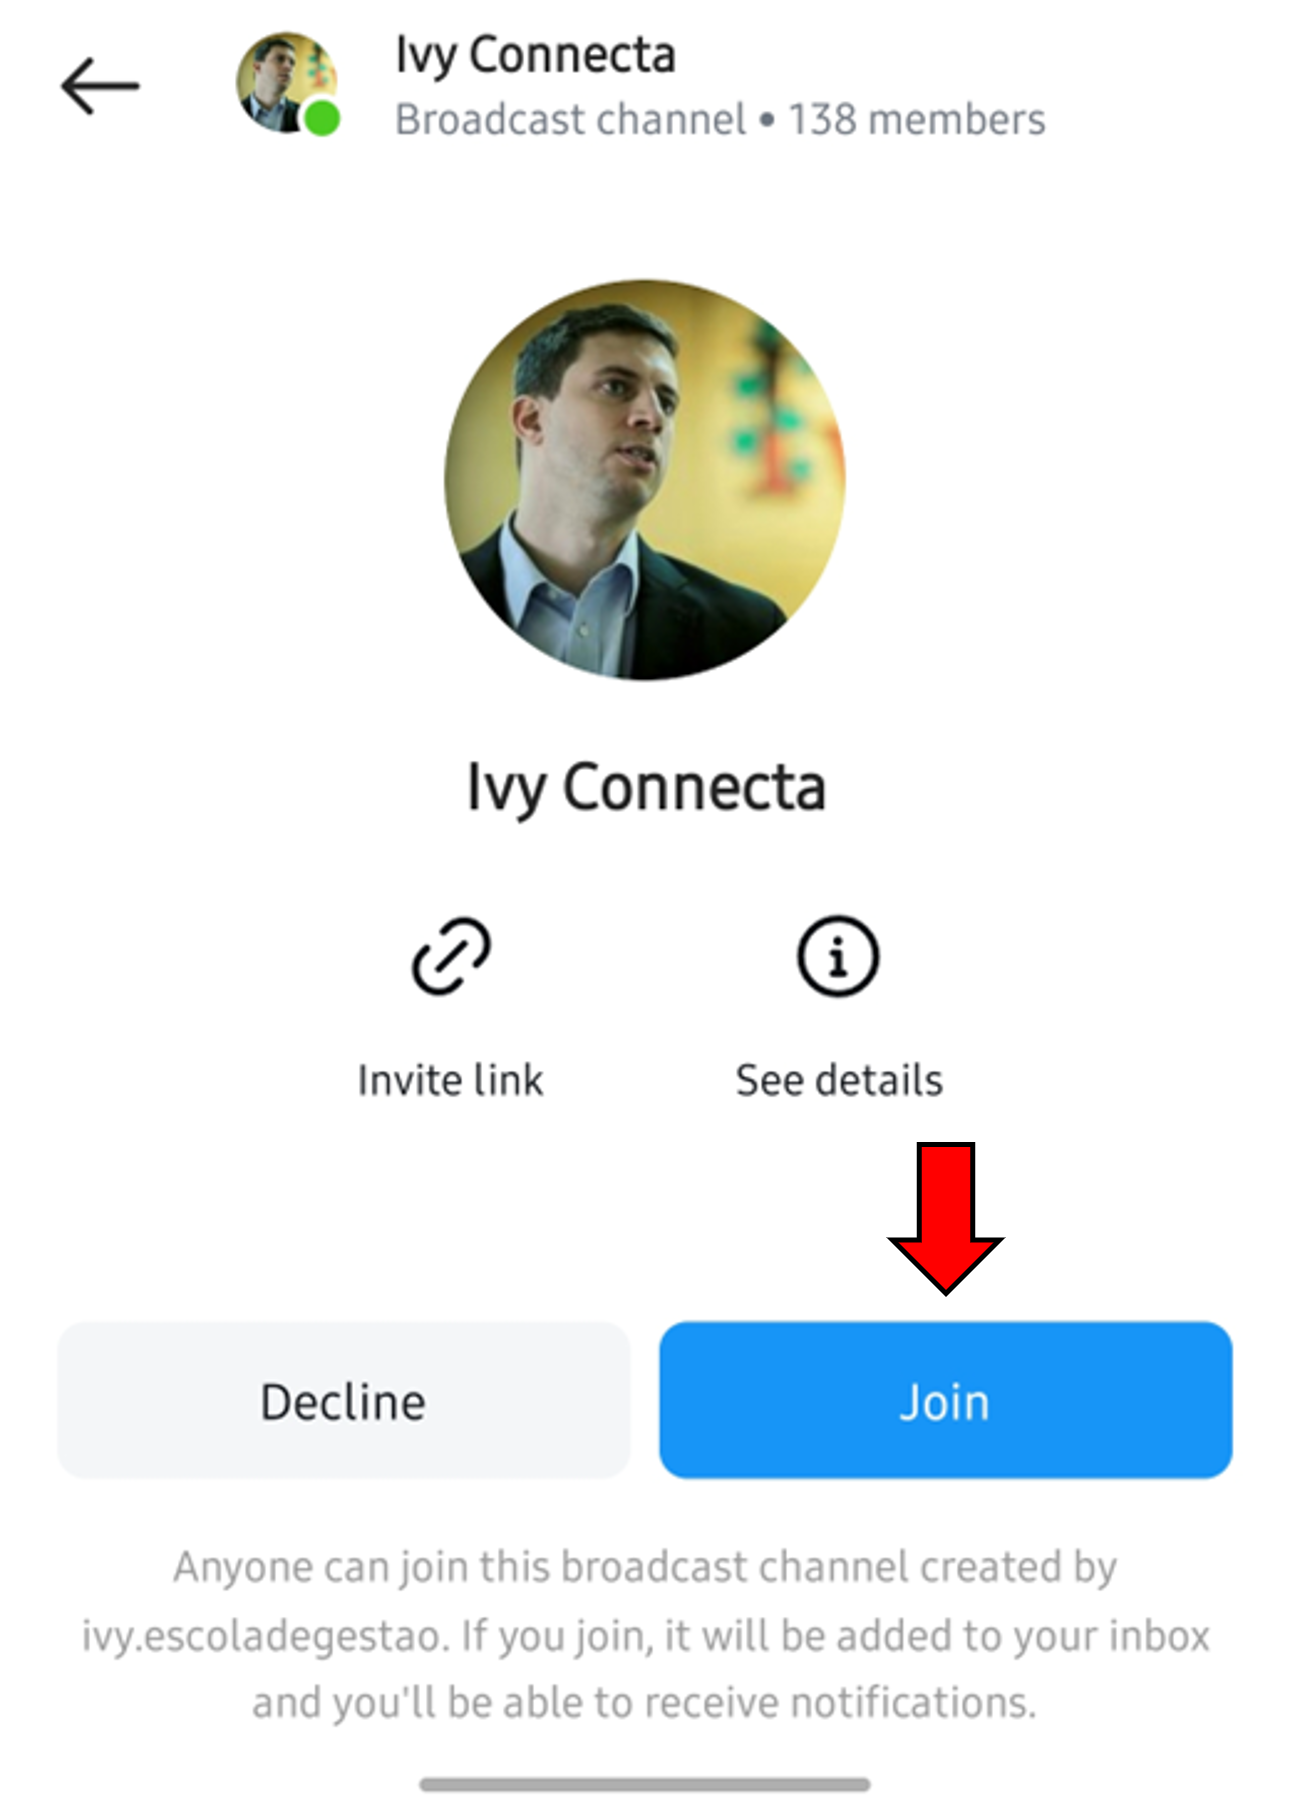 Ivy Connecta
Broadcast channel • 138 members
Ivy Connecta
Invite link
See details
Decline
Join
Anyone can join this broadcast channel created by
ivy.escoladegestao. If you join, it will be added to your inbox
and you'll be able to receive notifications.